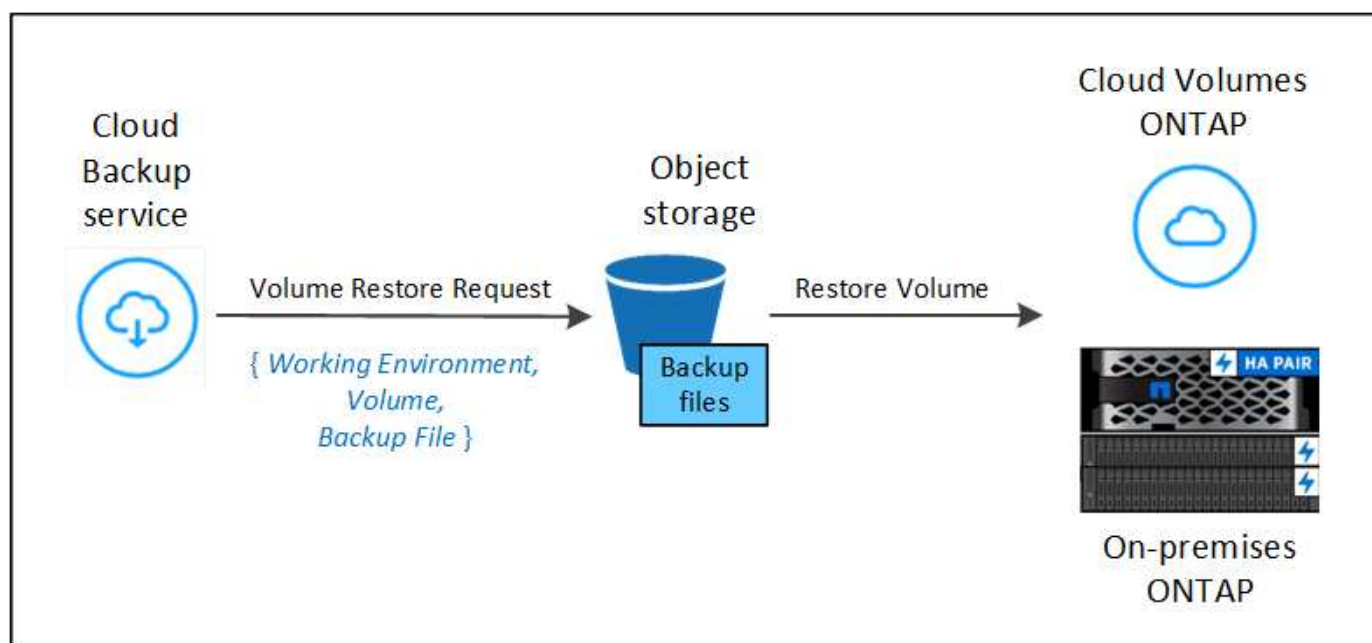 Cloud
Backup
service
Volume Restore Request
{ Working Environment,
Volume,
Backup File }
Object
storage
Backup
files
Restore Volume
Cloud Volumes
ONTAP
HA PAIR
On-premises
ONTAP